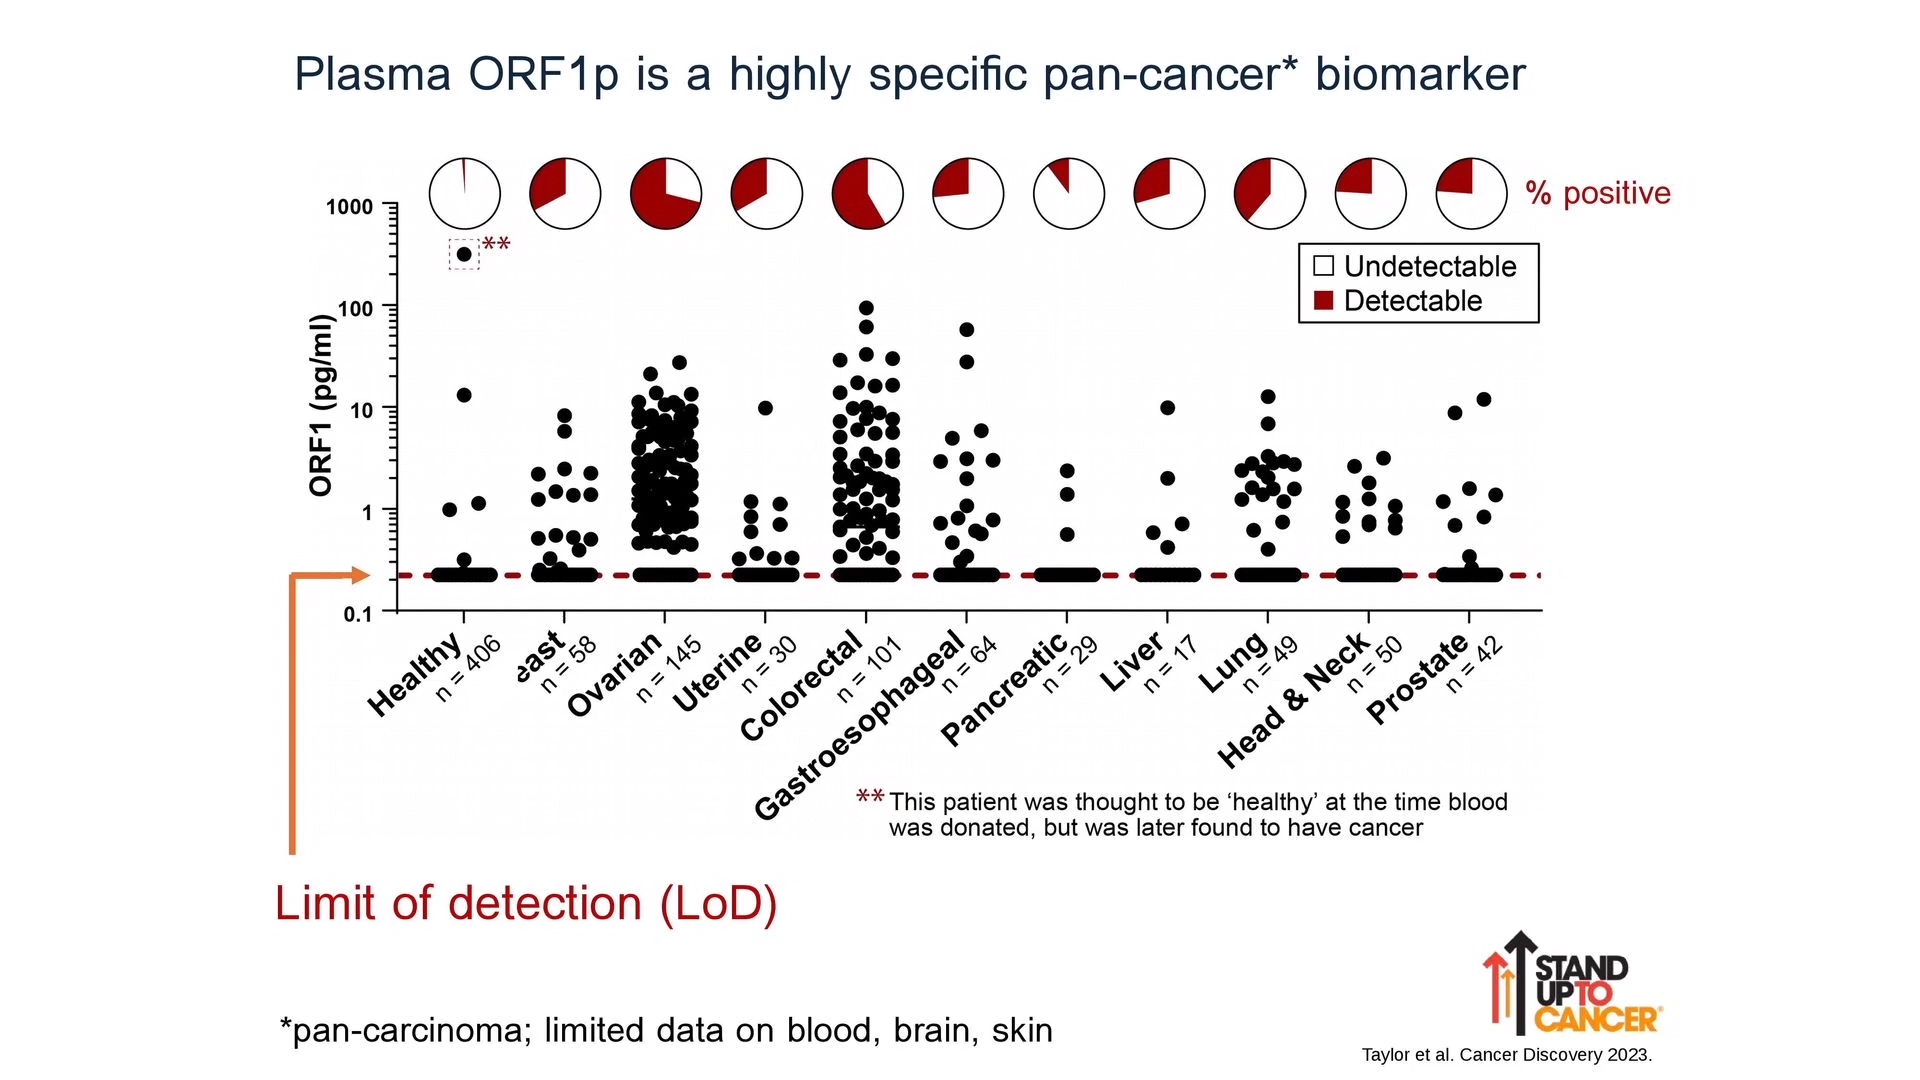 Plasma ORF1p is a highly specific pan-cancer* biomarker
% positive
1000
**
Undetectable
Detectable
100
10
1
0.1
ORF1 (pg/ml)
Healthy
n = 406
east
n = 58
Ovarian
n = 145
Uterine
n = 30
Colorectal
n = 101
Gastroesophageal
n = 64
Pancreatic
n = 29
Liver
n = 17
Lung
n = 49
Head & Neck
n = 50
Prostate
n = 42
** This patient was thought to be ‘healthy’ at the time blood
was donated, but was later found to have cancer
Limit of detection (LoD)
STAND
UPTO
CANCER
*pan-carcinoma; limited data on blood, brain, skin
Taylor et al. Cancer Discovery 2023.